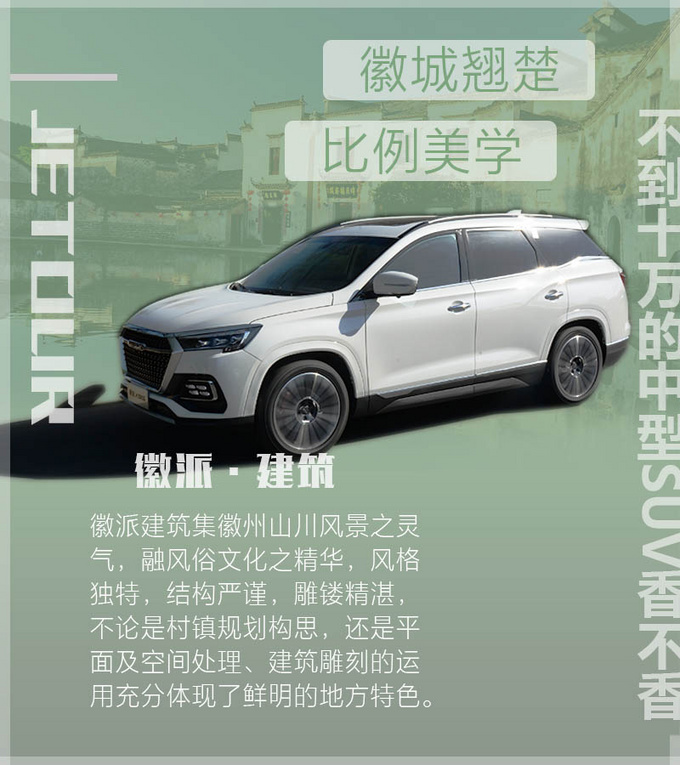 徽城翘楚
比例美学
JETOUR
不到十万的中型SUV香不香
徽派·建筑
徽派建筑集徽州山川风景之灵
气，融风俗文化之精华，风格
独特，结构严谨，雕镂精湛，
不论是村镇规划构思，还是平
面及空间处理、建筑雕刻的运
用充分体现了鲜明的地方特色。